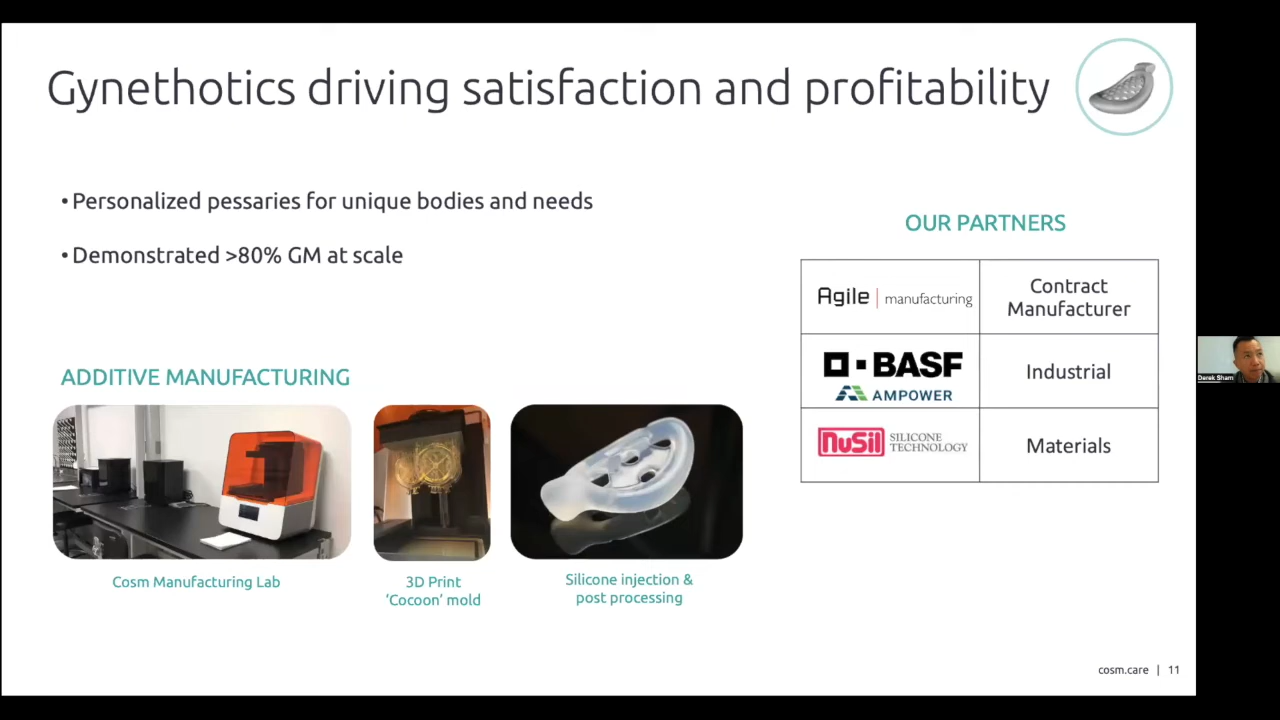 Gynethotics driving satisfaction and profitability
• Personalized pessaries for unique bodies and needs
• Demonstrated >80% GM at scale
OUR PARTNERS
Agile | manufacturing
Contract
Manufacturer
BASF
AMPOWER
Industrial
NuSil SILICONE
TECHNOLOGY
Materials
ADDITIVE MANUFACTURING
Cosm Manufacturing Lab
3D Print
‘Cocoon’ mold
Silicone injection &
post processing
Derek Sham
cosm.care | 11